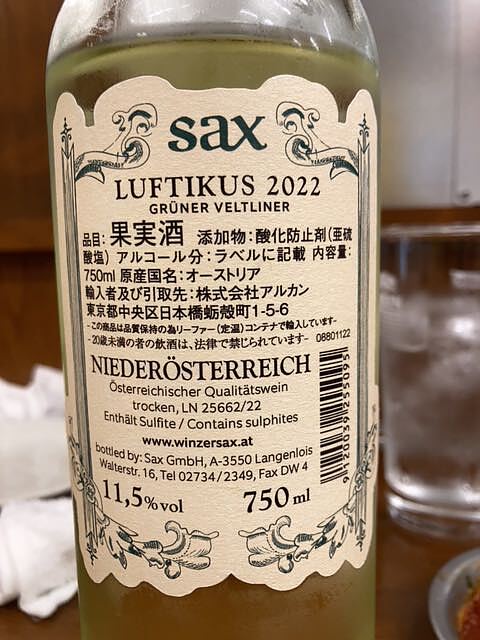 sax
LUFTIKUS 2022
GRÜNER VELTLINER
品目:果実酒 添加物:酸化防止剤(亜硫
酸塩) アルコール分:ラベルに記載 内容量:
750ml 原産国名:オーストリア
輸入者及び引取先:株式会社アルカン
東京都中央区日本橋蛎殻町1-5-6
- この商品は品質保持の為リーファー(定温)コンテナで輸入しています-
- 20歳未満の者の飲酒は、法律で禁じられています- 08801122
NIEDERÖSTERREICH
Österreichischer Qualitätswein
trocken, LN 25662/22
Enthält Sulfite / Contains sulphites
www.winzersax.at
bottled by: Sax GmbH, A-3550 Langenlois
Walterstr. 16, Tel 02734/2349, Fax DW 4
11,5% vol 750 ml
9120039255095